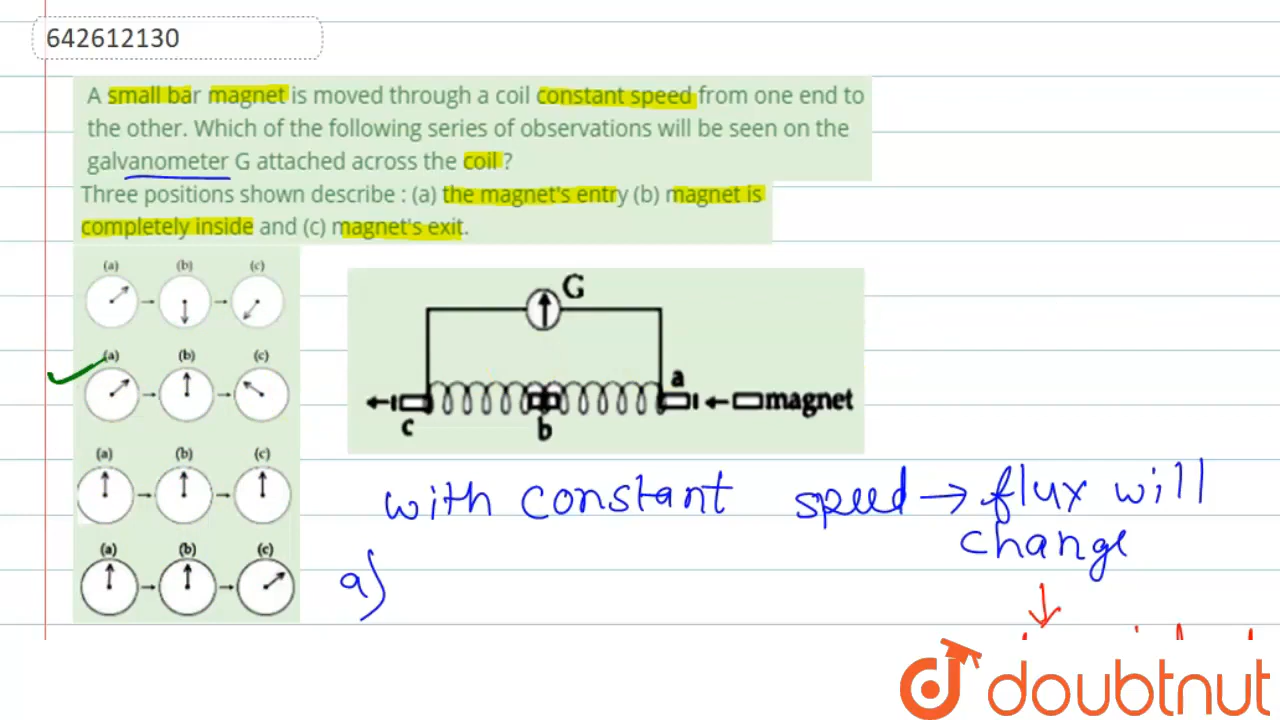 642612130
A small bar magnet is moved through a coil constant speed from one end to
the other. Which of the following series of observations will be seen on the
galvanometer G attached across the coil ?
Three positions shown describe : (a) the magnet's entry (b) magnet is
completely inside and (c) magnet's exit.
(a) (b) (c)
(a) (b) (c)
(a) (b) (c)
(a) (b) (c)
G
a
magnet
c
b
with constant speed → flux will
change
a)
doubtnut